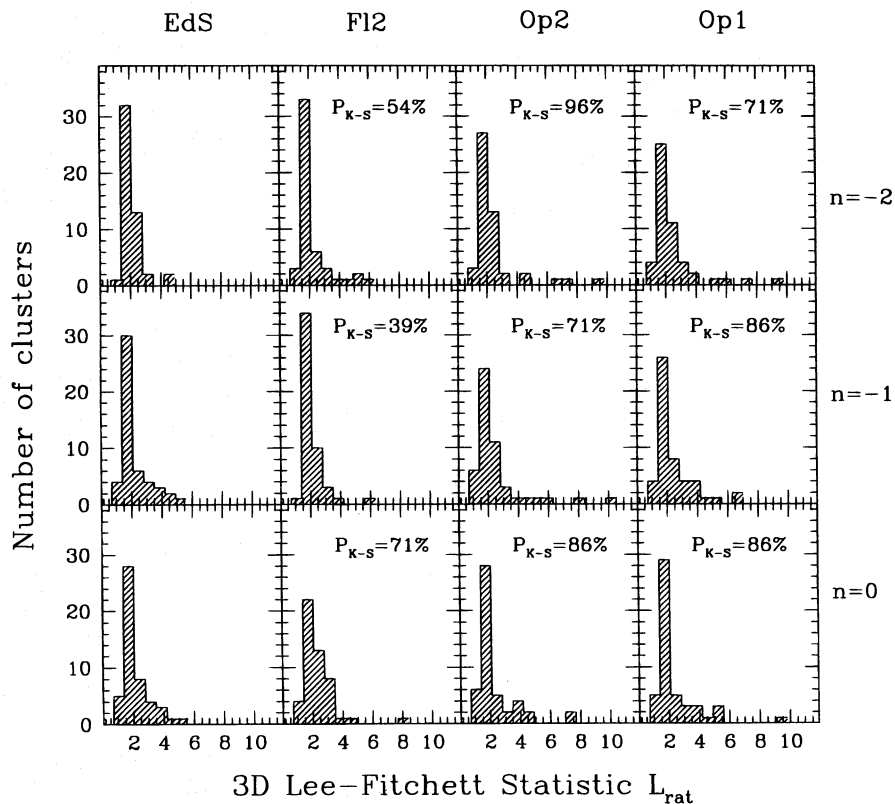 EdS Fl2 Op2 Op1
P_K-S=54% P_K-S=96% P_K-S=71%
30
20
10
0
n=-2
P_K-S=39% P_K-S=71% P_K-S=86%
30
20
10
0
n=-1
P_K-S=71% P_K-S=86% P_K-S=86%
30
20
10
0
n=0
2 4 6 8 10 2 4 6 8 10 2 4 6 8 10 2 4 6 8 10
Number of clusters
3D Lee-Fitchett Statistic L_rat